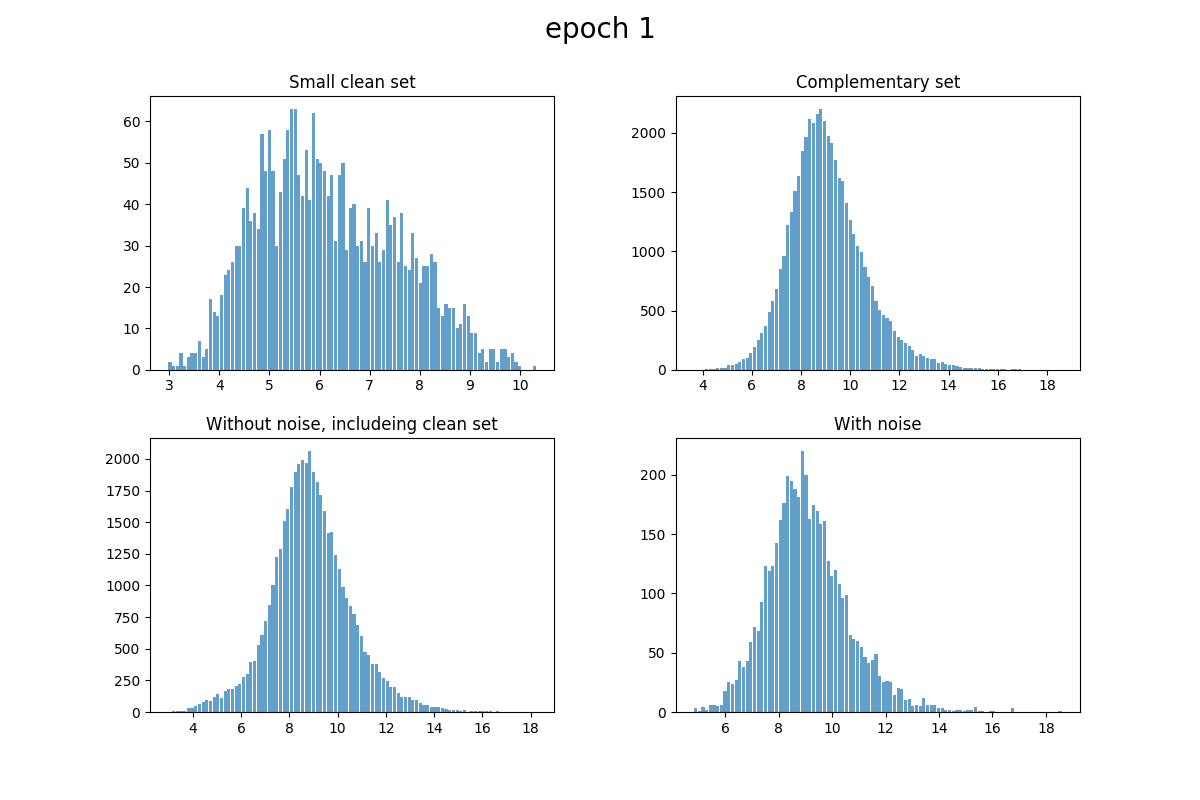 epoch 1
Small clean set
60
50
40
30
20
10
0
3 4 5 6 7 8 9 10
Complementary set
2000
1500
1000
500
0
4 6 8 10 12 14 16 18
Without noise, includeing clean set
2000
1750
1500
1250
1000
750
500
250
0
4 6 8 10 12 14 16 18
With noise
200
150
100
50
0
6 8 10 12 14 16 18